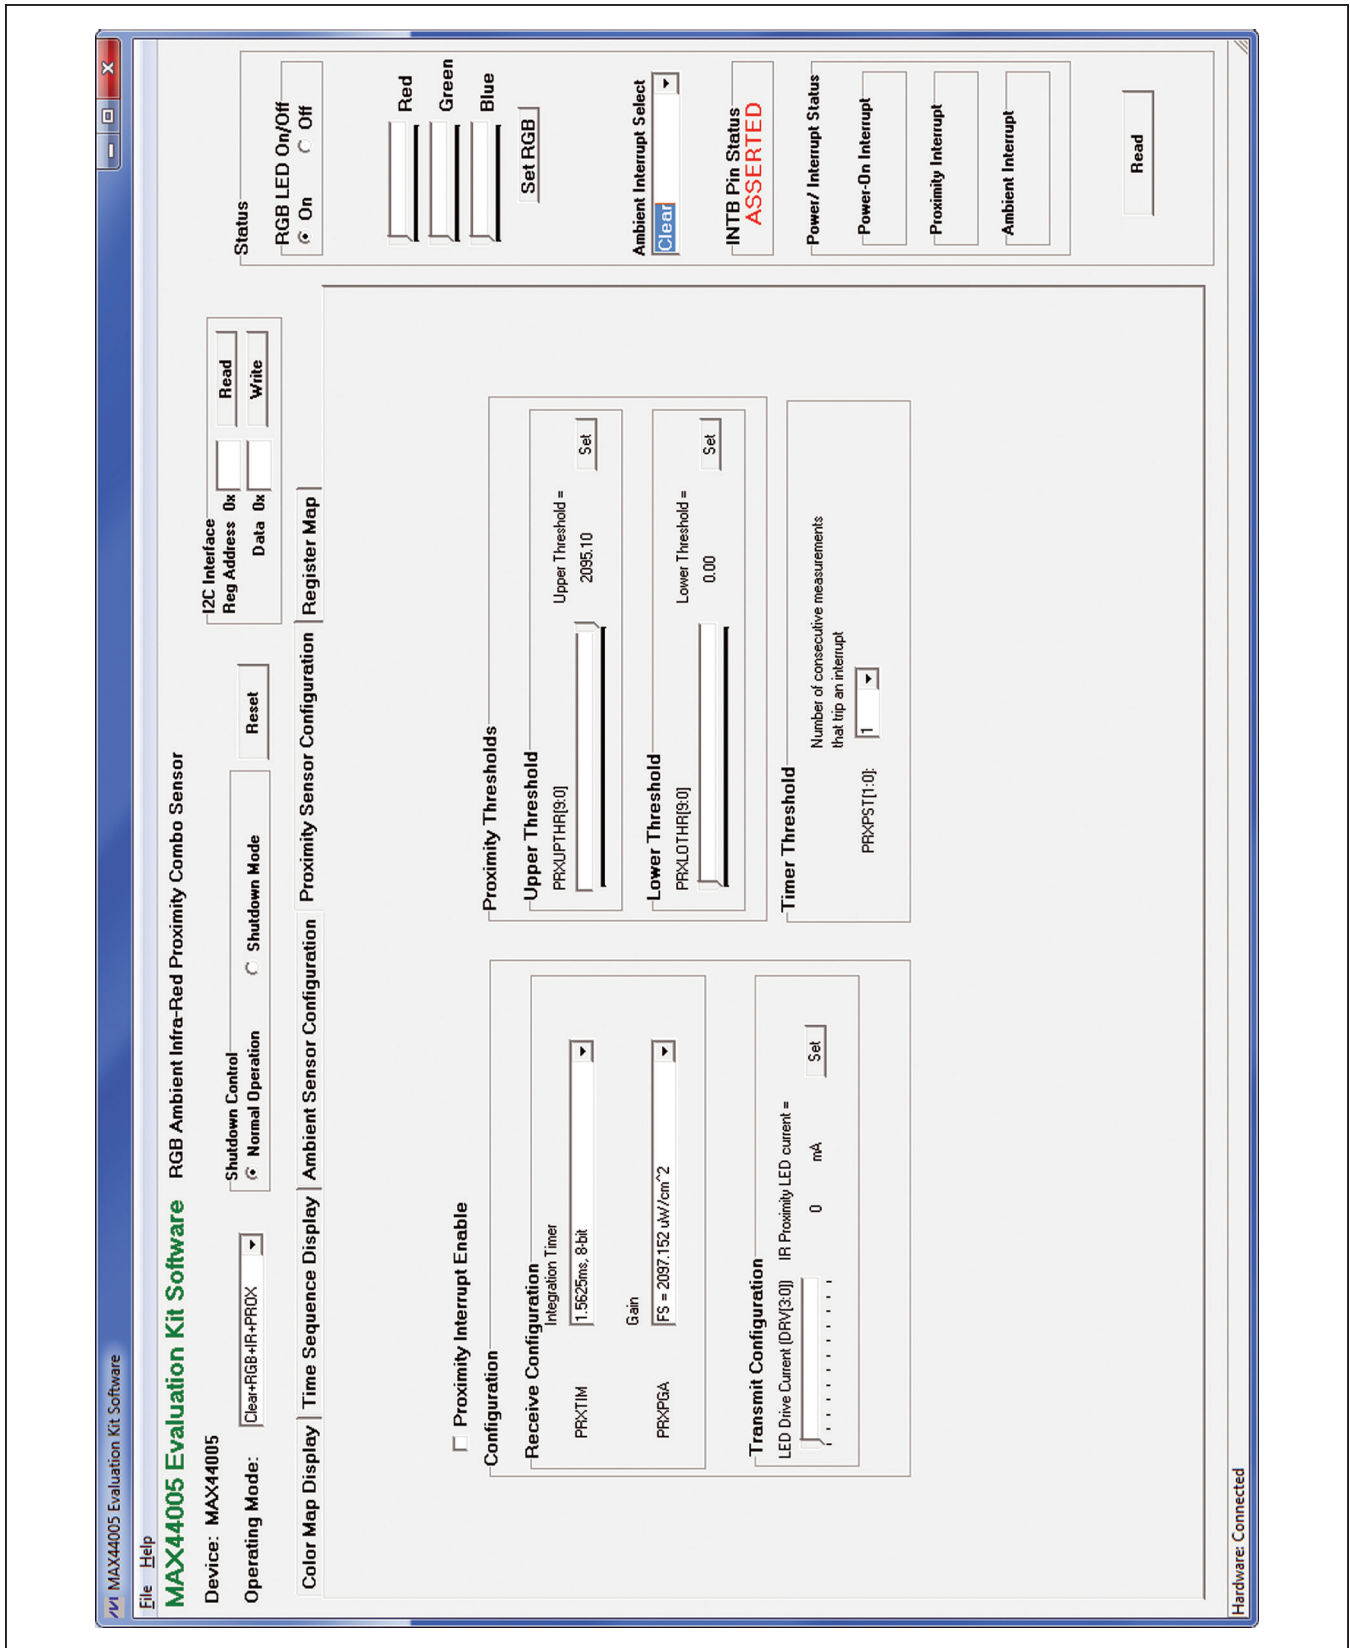 MAX44005 Evaluation Kit Software
File Help
MAX44005 Evaluation Kit Software RGB Ambient Infra-Red Proximity Combo Sensor
Device: MAX44005
Operating Mode: Clear+RGB+IR+PROX
Shutdown Control
Normal Operation Shutdown Mode
Reset
I2C Interface
Reg Address 0x Read
Data 0x Write
Color Map Display Time Sequence Display Ambient Sensor Configuration Proximity Sensor Configuration Register Map
Proximity Interrupt Enable
Configuration
Receive Configuration
Integration Timer
PRXTIM 1.5625ms, 8-bit
Gain
PRXPGA FS = 2097.152 uW/cm^2
Transmit Configuration
LED Drive Current (DRV[3:0]) IR Proximity LED current =
0 mA Set
Proximity Thresholds
Upper Threshold
PRXUPTHR[9:0] Upper Threshold =
2095.10 Set
Lower Threshold
PRXLOTHR[9:0] Lower Threshold =
0.00 Set
Timer Threshold
Number of consecutive measurements
that trip an interrupt
PRXPST[1:0]: 1
Status
RGB LED On/Off
On Off
Red
Green
Blue
Set RGB
Ambient Interrupt Select
Clear
INTB Pin Status
ASSERTED
Power/ Interrupt Status
Power-On Interrupt
Proximity Interrupt
Ambient Interrupt
Read
Hardware: Connected